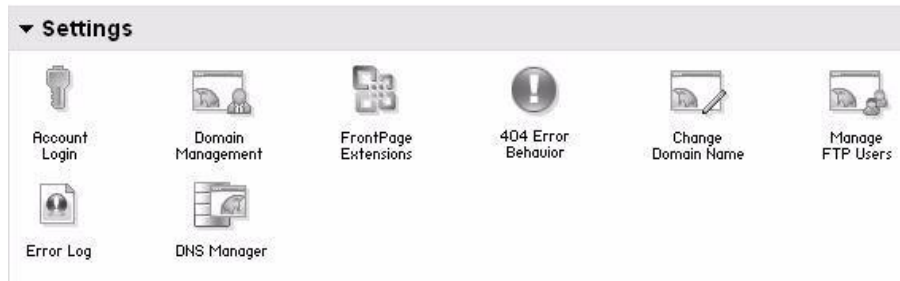 Settings
Account
Login
Domain
Management
FrontPage
Extensions
404 Error
Behavior
Change
Domain Name
Manage
FTP Users
Error Log
DNS Manager